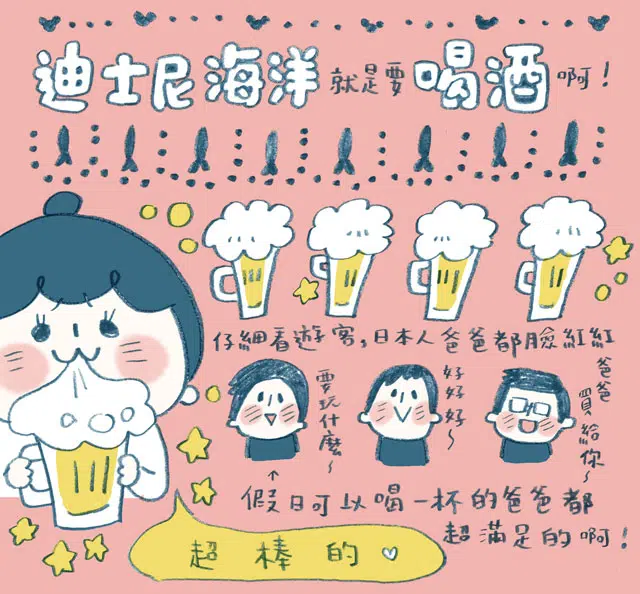 迪士尼海洋就是要喝酒啊！
仔細看遊客，日本人爸爸都臉紅紅
要玩什麼～
好好好～
爸爸買給你～
↑
假日可以喝一杯的爸爸都
超滿足的啊！
超棒的♡